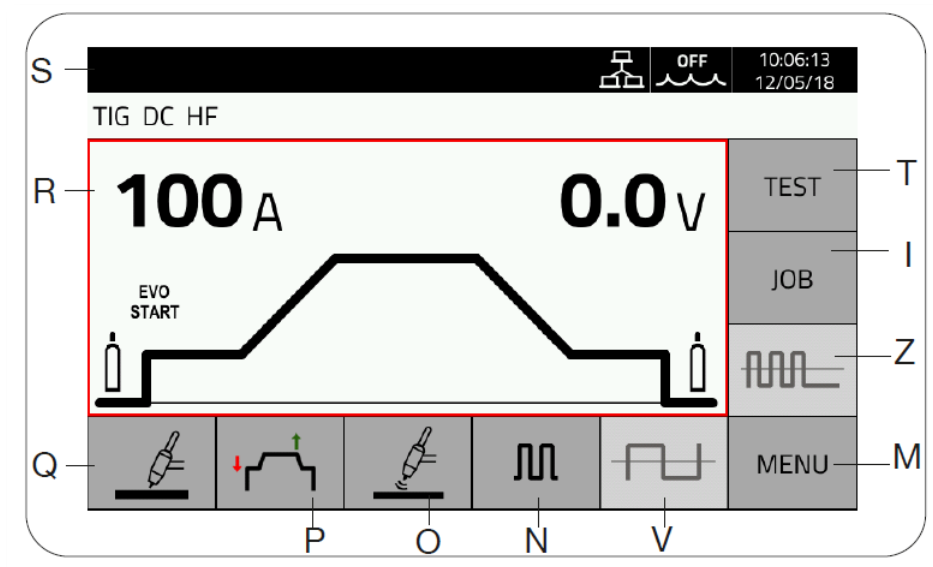 S
OFF
10:06:13
12/05/18
TIG DC HF
R
100 A
0.0 V
TEST
T
EVO
START
JOB
I
Z
Q
MENU
M
P
O
N
V